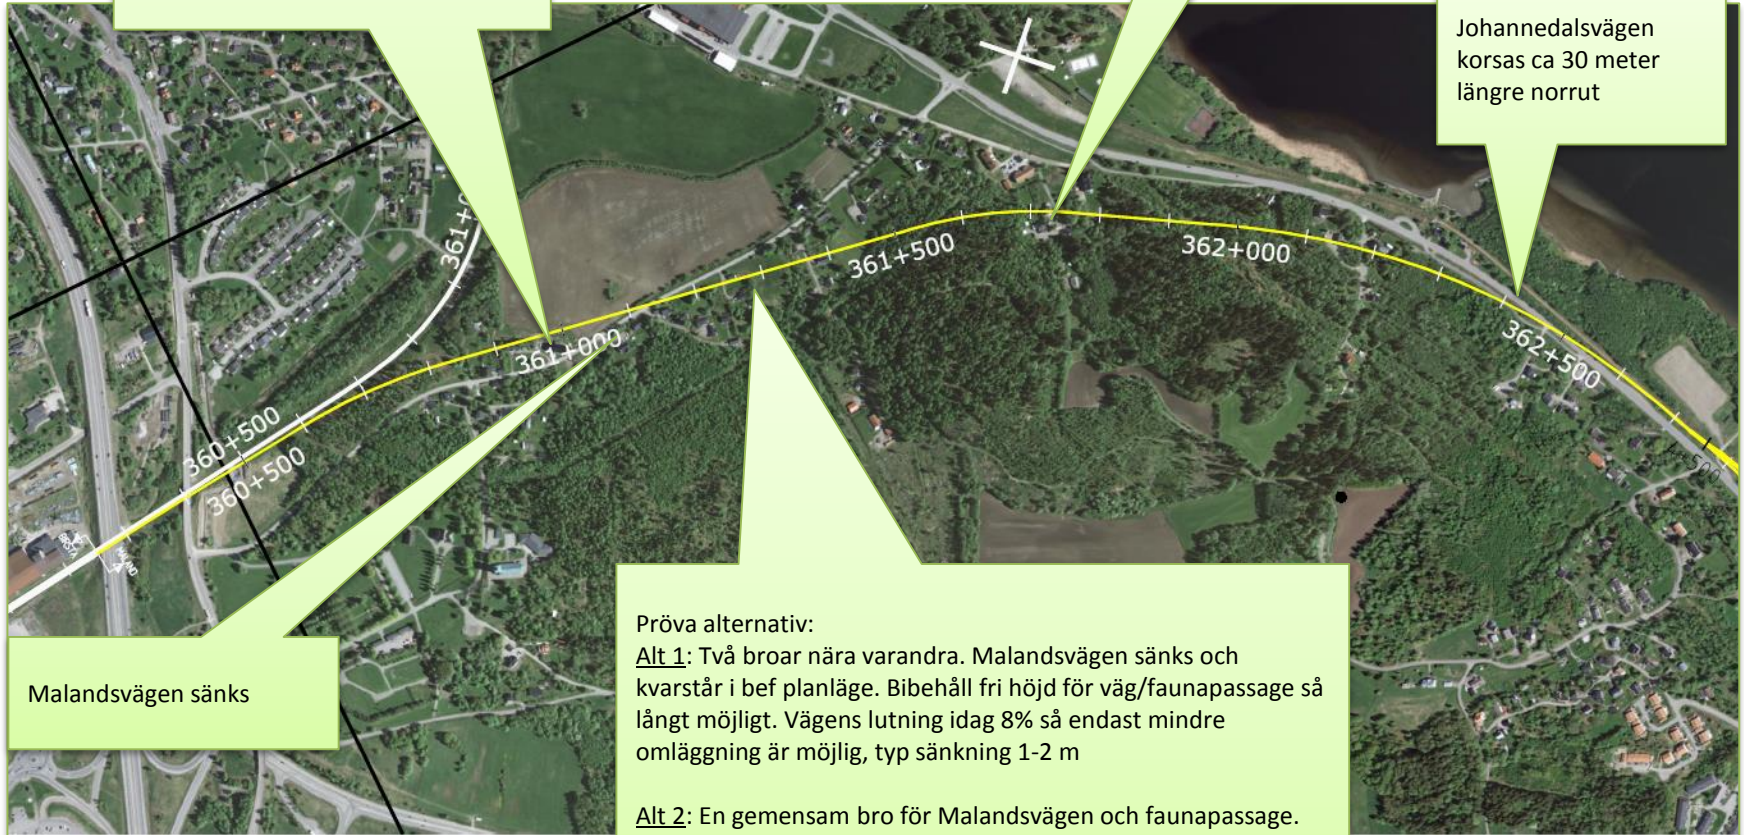 Johannedalsvägen
korsas ca 30 meter
längre norrut
361+500
362+000
361+000
362+500
360+500
360+500
Malandsvägen sänks
Pröva alternativ:
Alt 1: Två broar nära varandra. Malandsvägen sänks och
kvarstår i bef planläge. Bibehåll fri höjd för väg/faunapassage så
långt möjligt. Vägens lutning idag 8% så endast mindre
omläggning är möjlig, typ sänkning 1-2 m
Alt 2: En gemensam bro för Malandsvägen och faunapassage.